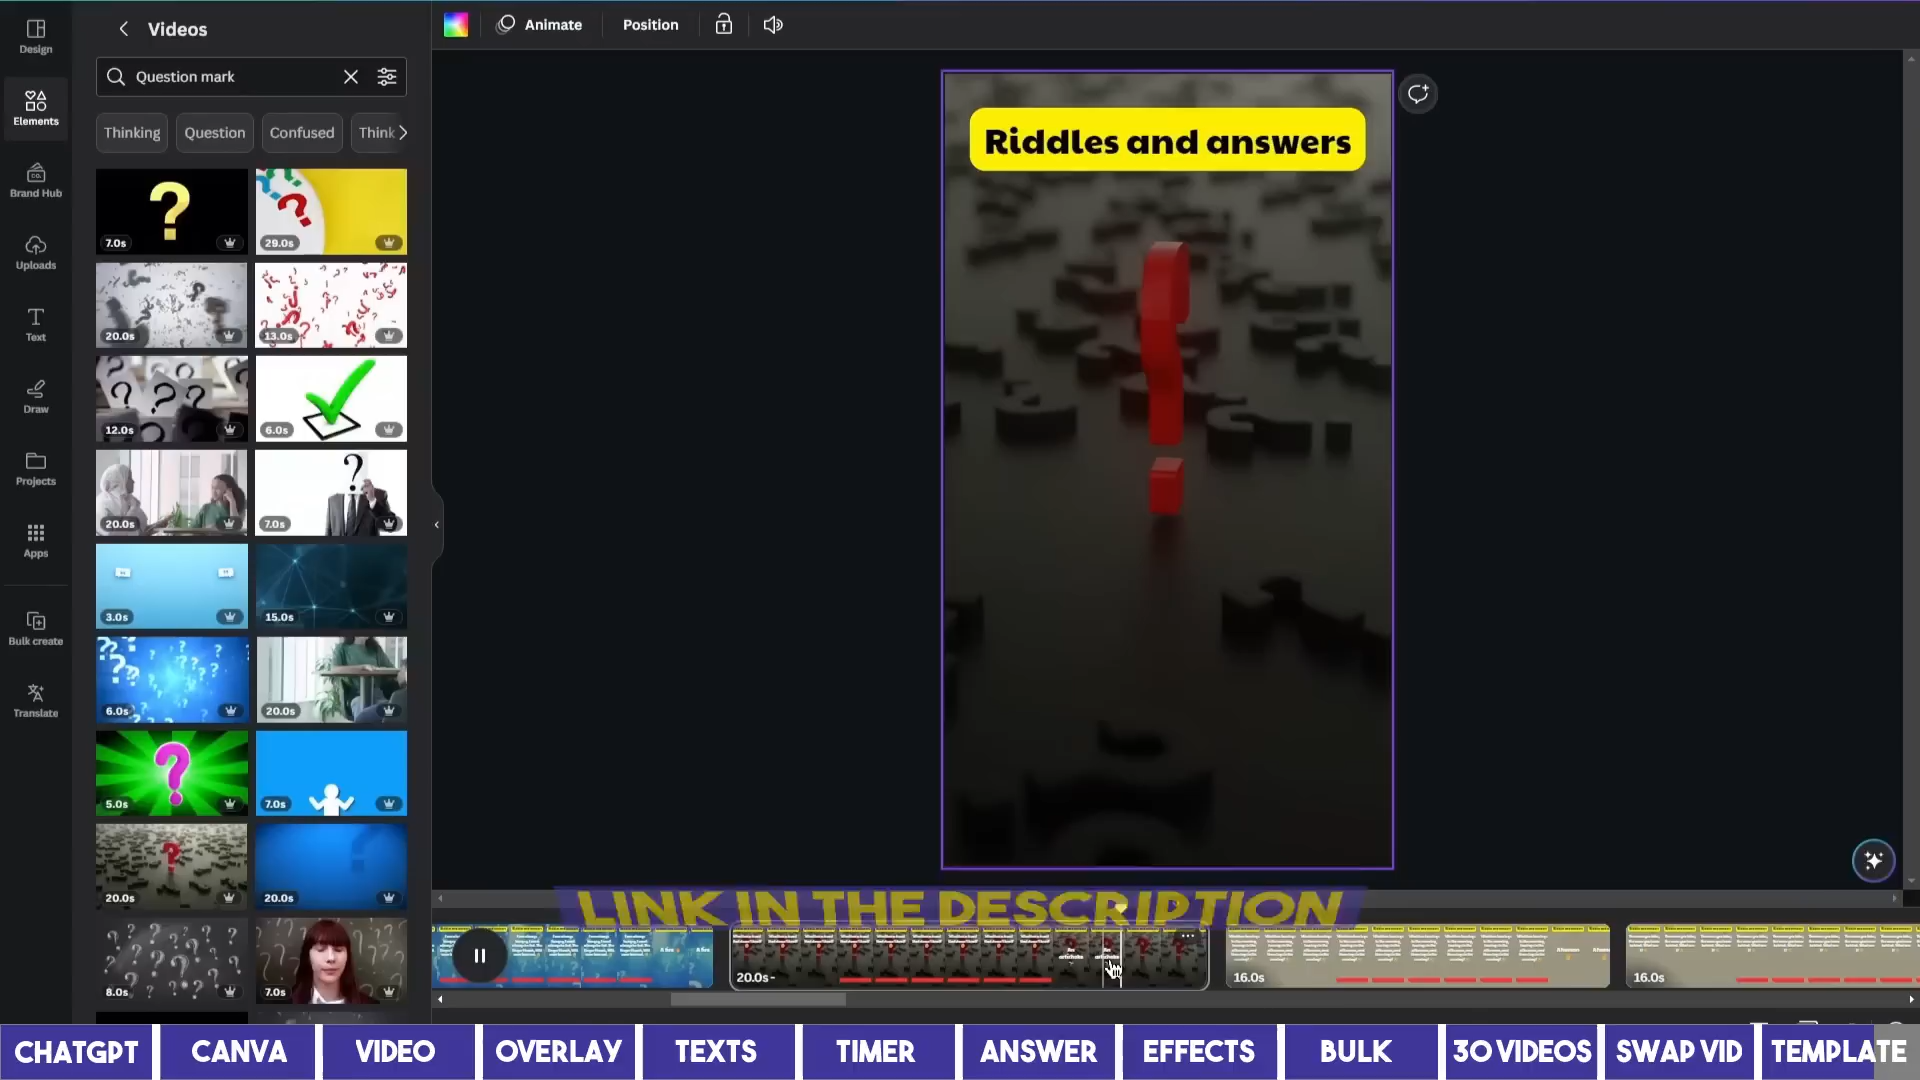 Design
Elements
Brand Hub
Uploads
Text
Draw
Projects
Apps
Bulk create
Translate
Videos
Question mark
Thinking
Question
Confused
Think
7.0s
29.0s
20.0s
13.0s
12.0s
6.0s
20.0s
7.0s
3.0s
15.0s
6.0s
20.0s
5.0s
7.0s
20.0s
20.0s
8.0s
7.0s
Animate
Position
Riddles and answers
LINK IN THE DESCRIPTION
20.0s-
16.0s
16.0s
CHATGPT
CANVA
VIDEO
OVERLAY
TEXTS
TIMER
ANSWER
EFFECTS
BULK
30 VIDEOS
SWAP VID
TEMPLATE